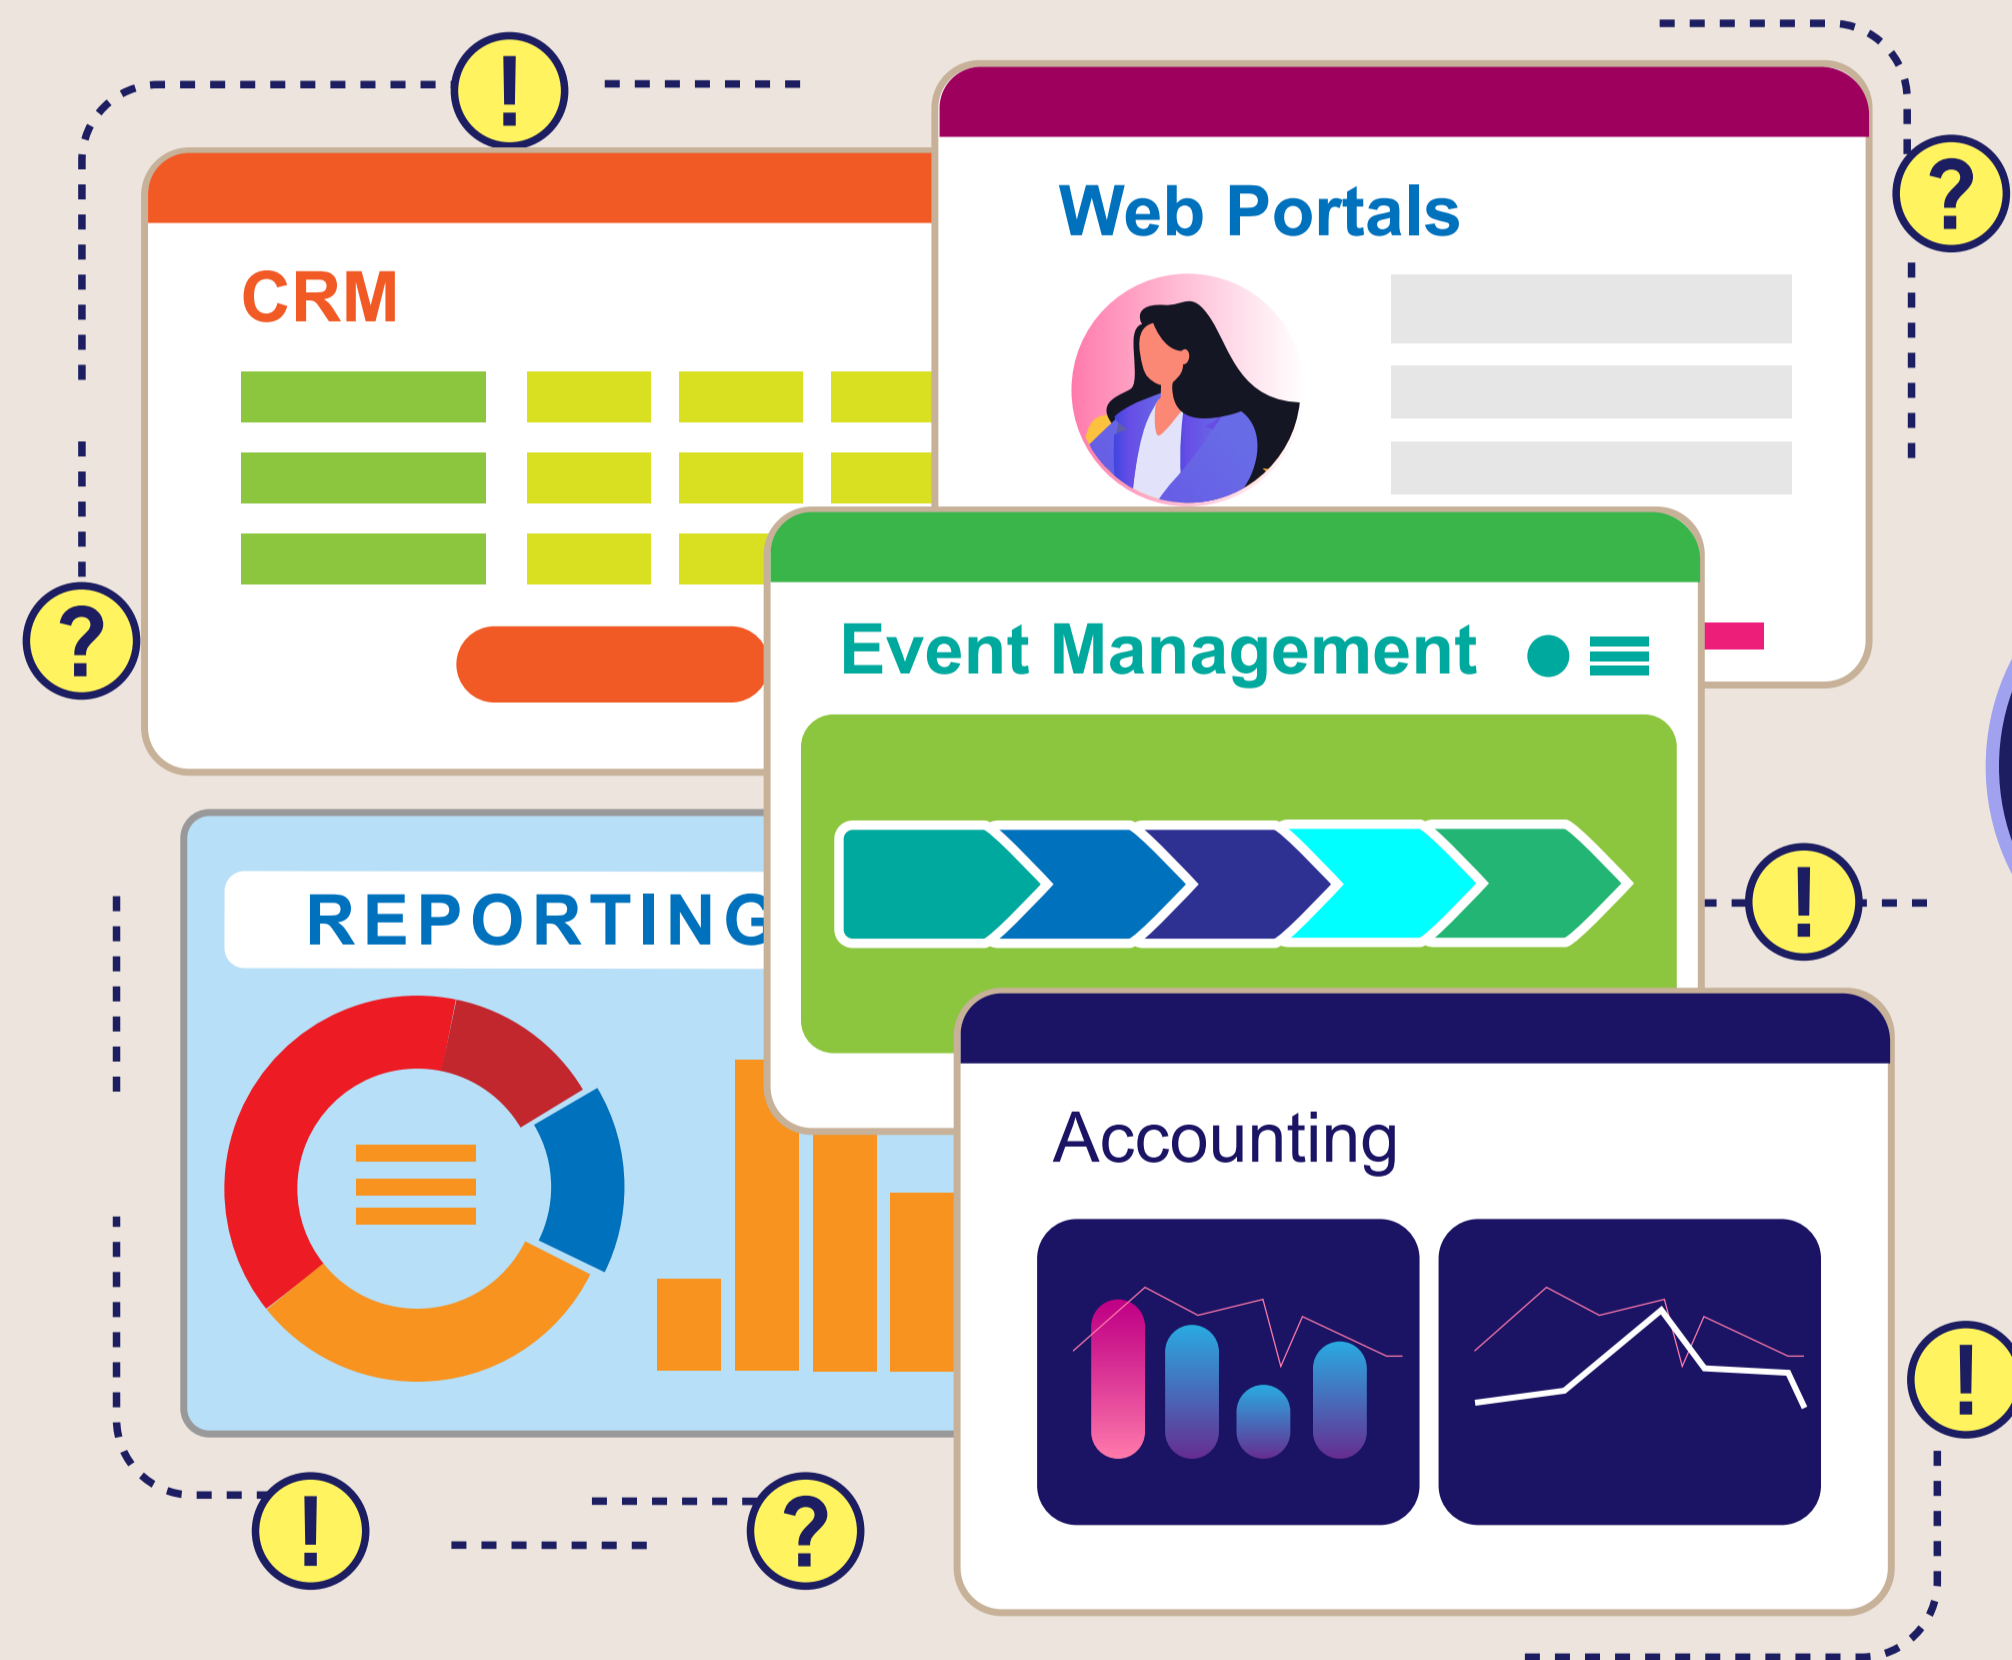 !
?
Web Portals
CRM
?
Event Management
REPORTING
!
Accounting
!
!
?